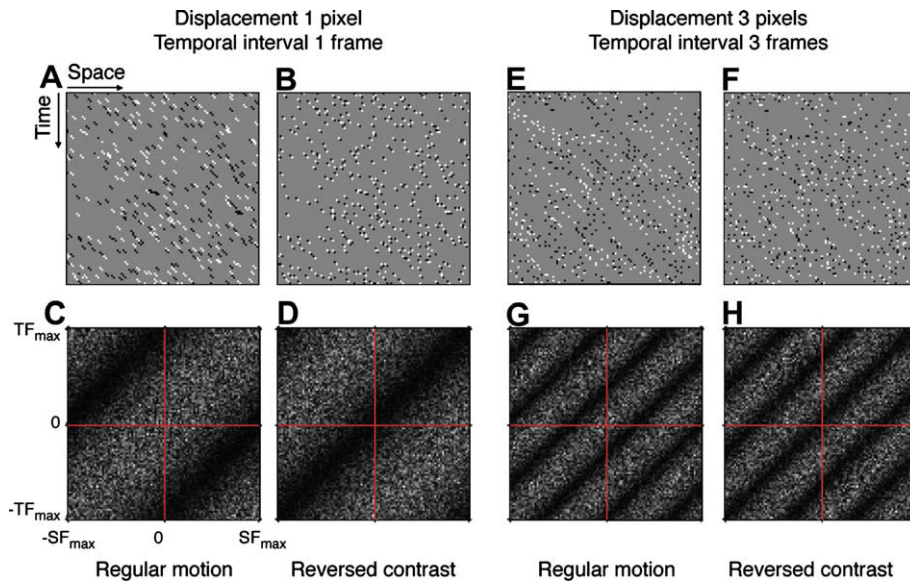 Displacement 1 pixel
Temporal interval 1 frame
Displacement 3 pixels
Temporal interval 3 frames
A
Space
Time
B
E
F
C
D
G
H
TFmax
0
-TFmax
-SFmax
0
SFmax
Regular motion
Reversed contrast
Regular motion
Reversed contrast